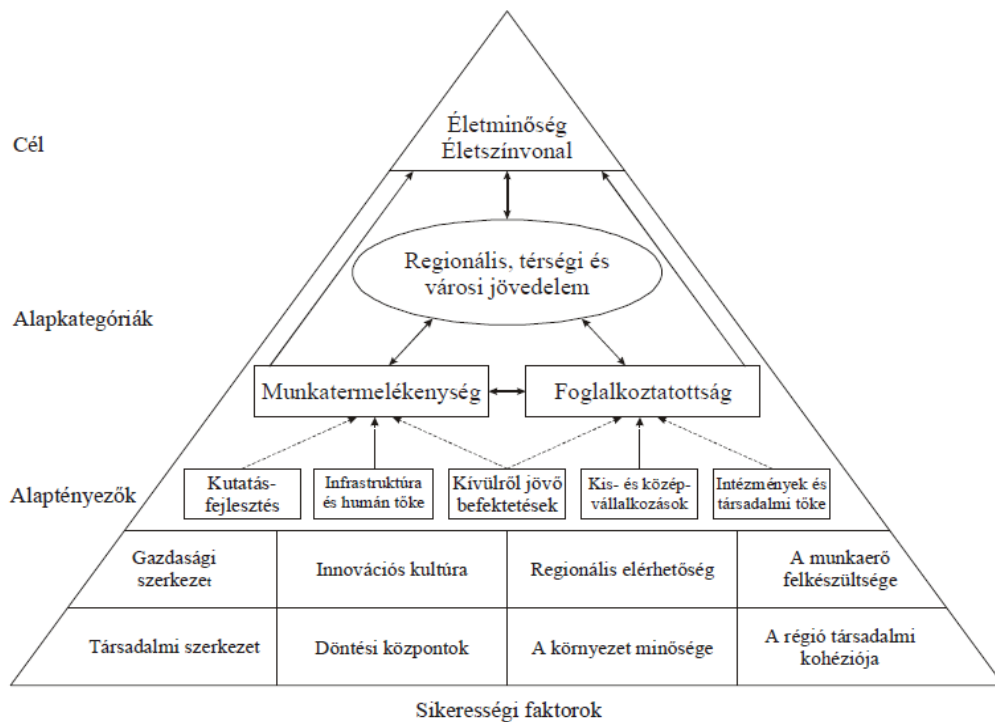 Cél
Életminőség
Életszínvonal
Alapkategóriák
Regionális, térségi és
városi jövedelem
Munkatermelékenység
Foglalkoztatottság
Alaptényezők
Kutatás-
fejlesztés
Infrastruktúra
és humán tőke
Kívülről jövő
befektetések
Kis- és közép-
vállalkozások
Intézmények és
társadalmi tőke
Gazdasági
szerkezet
Innovációs kultúra
Regionális elérhetőség
A munkaerő
felkészültsége
Társadalmi szerkezet
Döntési központok
A környezet minősége
A régió társadalmi
kohéziója
Sikerességi faktorok